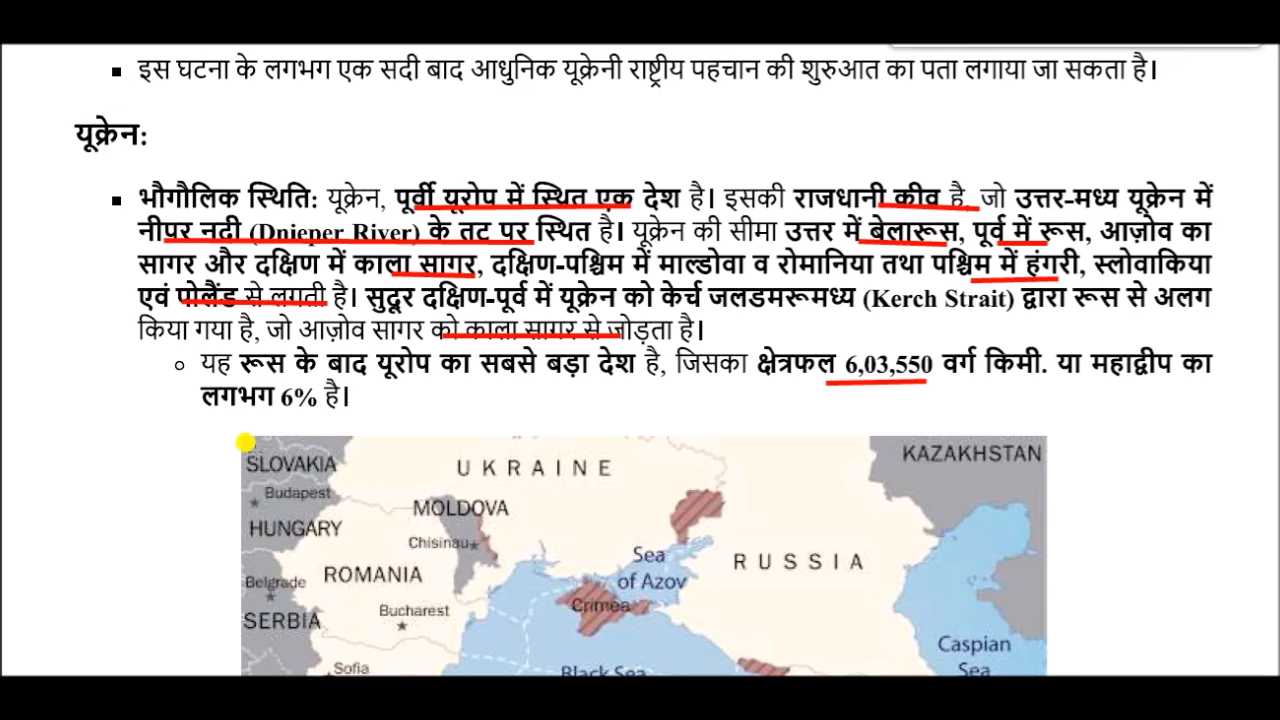 ▪ इस घटना के लगभग एक सदी बाद आधुनिक यूक्रेनी राष्ट्रीय पहचान की शुरुआत का पता लगाया जा सकता है।
यूक्रेन:
▪ भौगौलिक स्थिति: यूक्रेन, पूर्वी यूरोप में स्थित एक देश है। इसकी राजधानी कीव है, जो उत्तर-मध्य यूक्रेन में
नीपर नदी (Dnieper River) के तट पर स्थित है। यूक्रेन की सीमा उत्तर में बेलारूस, पूर्व में रूस, आज़ोव का
सागर और दक्षिण में काला सागर, दक्षिण-पश्चिम में माल्डोवा व रोमानिया तथा पश्चिम में हंगरी, स्लोवाकिया
एवं पोलैंड से लगती है। सुदूर दक्षिण-पूर्व में यूक्रेन को केर्च जलडमरूमध्य (Kerch Strait) द्वारा रूस से अलग
किया गया है, जो आज़ोव सागर को काला सागर से जोड़ता है।
○ यह रूस के बाद यूरोप का सबसे बड़ा देश है, जिसका क्षेत्रफल 6,03,550 वर्ग किमी. या महाद्वीप का
लगभग 6% है।
SLOVAKIA
UKRAINE
KAZAKHSTAN
Budapest
HUNGARY
MOLDOVA
Chisinau
Sea
of Azov
RUSSIA
Belgrade
ROMANIA
Crimea
SERBIA
Bucharest
Caspian
Sea
Sofia
Black Sea